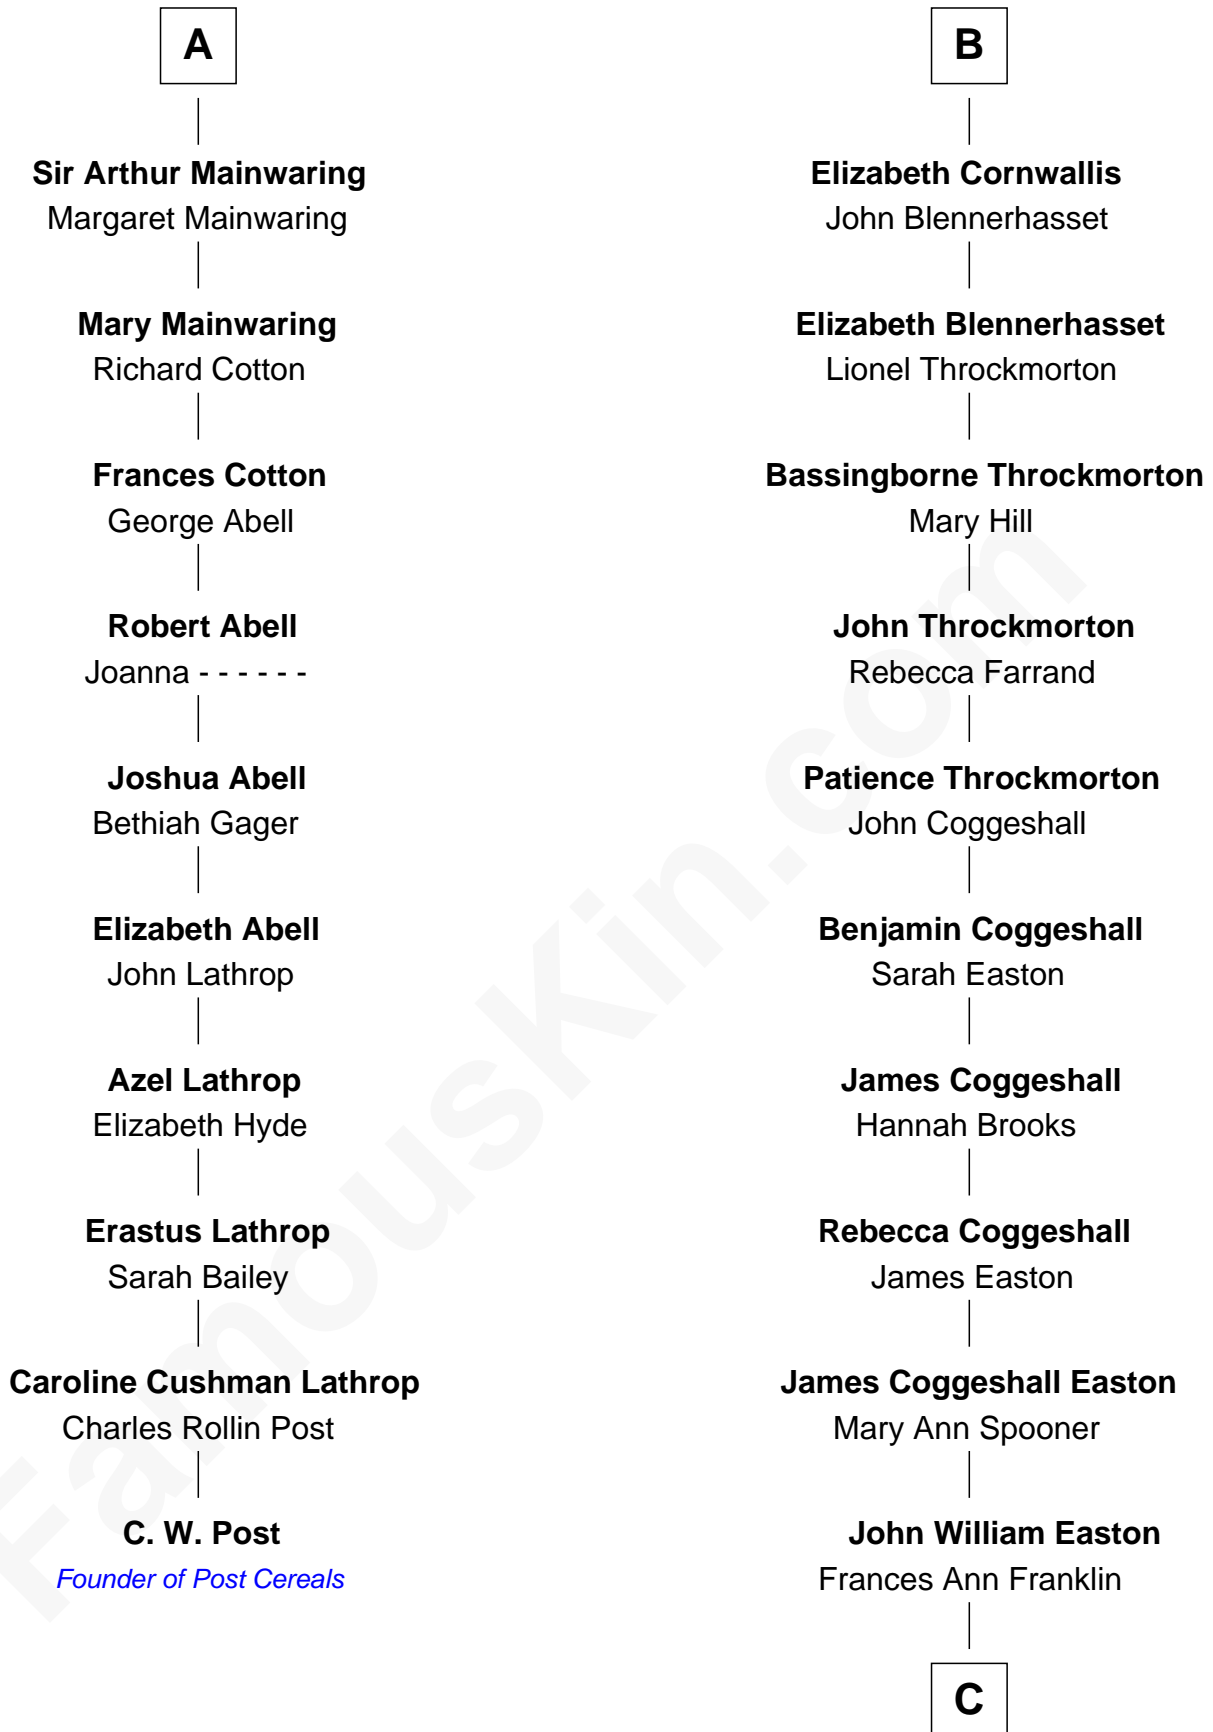 A
Sir Arthur Mainwaring
Margaret Mainwaring
Mary Mainwaring
Richard Cotton
Frances Cotton
George Abell
Robert Abell
Joanna - - - - - -
Joshua Abell
Bethiah Gager
Elizabeth Abell
John Lathrop
Azel Lathrop
Elizabeth Hyde
Erastus Lathrop
Sarah Bailey
Caroline Cushman Lathrop
Charles Rollin Post
C. W. Post
Founder of Post Cereals
B
Elizabeth Cornwallis
John Blennerhasset
Elizabeth Blennerhasset
Lionel Throckmorton
Bassingborne Throckmorton
Mary Hill
John Throckmorton
Rebecca Farrand
Patience Throckmorton
John Coggeshall
Benjamin Coggeshall
Sarah Easton
James Coggeshall
Hannah Brooks
Rebecca Coggeshall
James Easton
James Coggeshall Easton
Mary Ann Spooner
John William Easton
Frances Ann Franklin
C
FamousKin.com